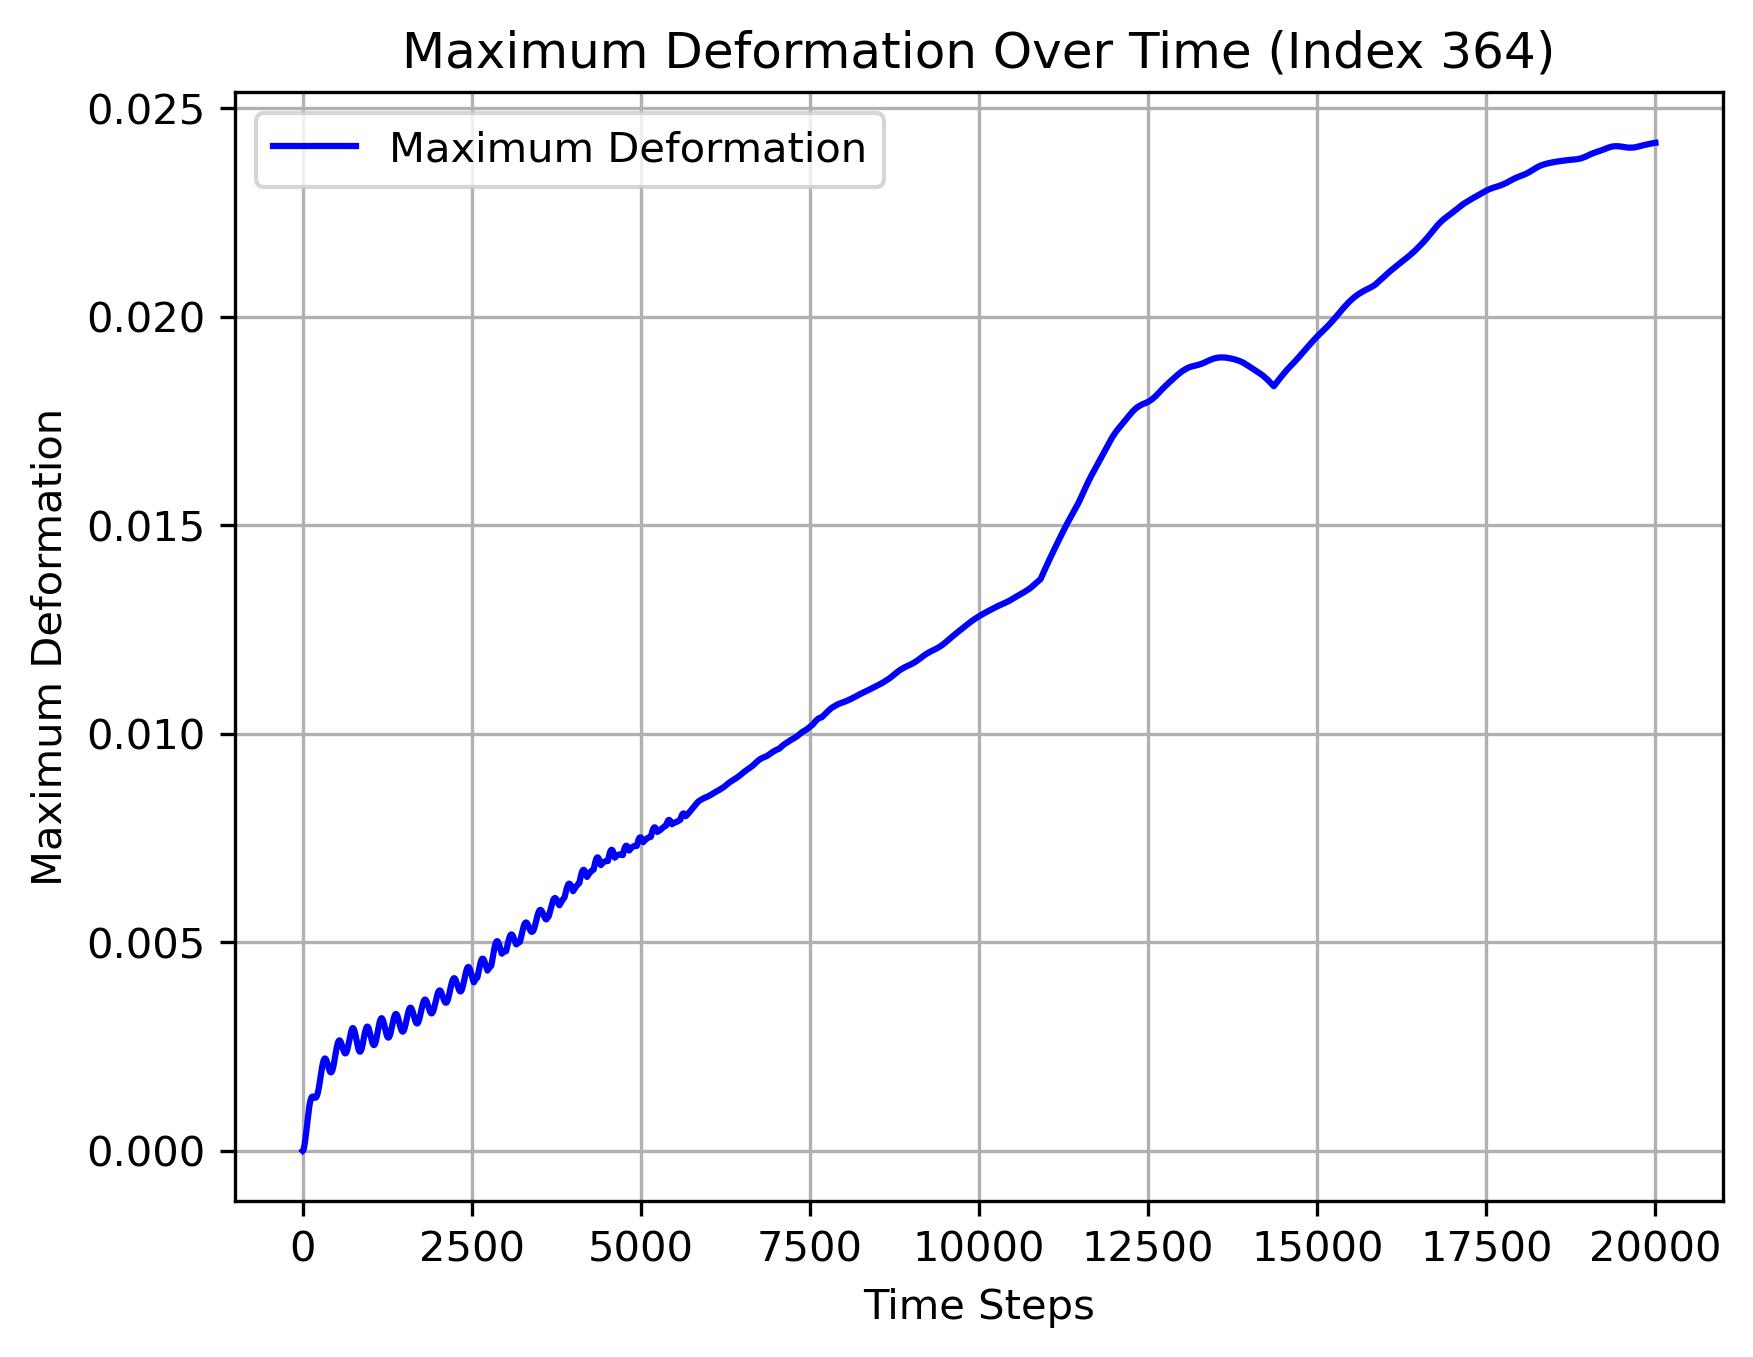 Maximum Deformation Over Time (Index 364)
Maximum Deformation
0.025
0.020
0.015
0.010
0.005
0.000
Maximum Deformation
0 2500 5000 7500 10000 12500 15000 17500 20000
Time Steps